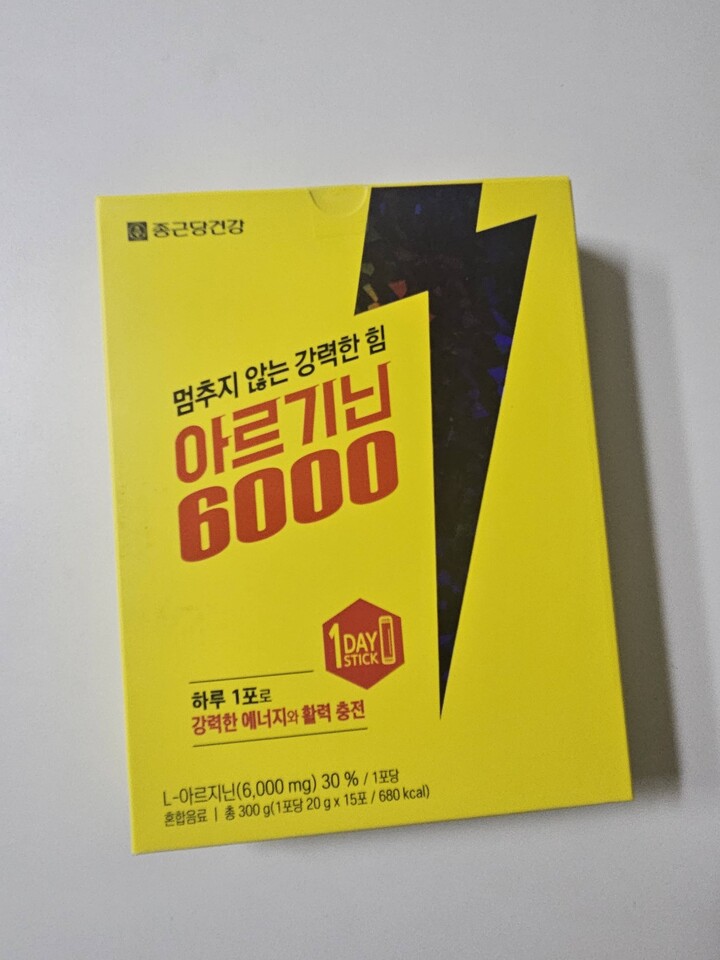 종근당건강
멈추지 않는 강력한 힘
아르기닌
6000
1 DAY
STICK
하루 1포로
강력한 에너지와 활력 충전
L-아르지닌(6,000 mg) 30 % / 1포당
혼합음료 | 총 300 g(1포당 20 g x 15포 / 680 kcal)